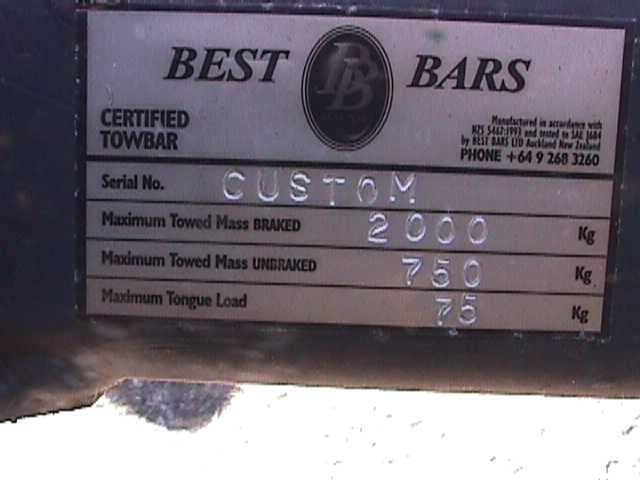 BEST BB BARS
CERTIFIED
TOWBAR
Manufactured in accordance with
NZS 5467:1993 and tested to SAE J684
by BEST BARS LTD Auckland New Zealand
PHONE +64 9 268 3260
Serial No. CUSTOM
Maximum Towed Mass BRAKED 2000 Kg
Maximum Towed Mass UNBRAKED 750 Kg
Maximum Tongue Load 75 Kg